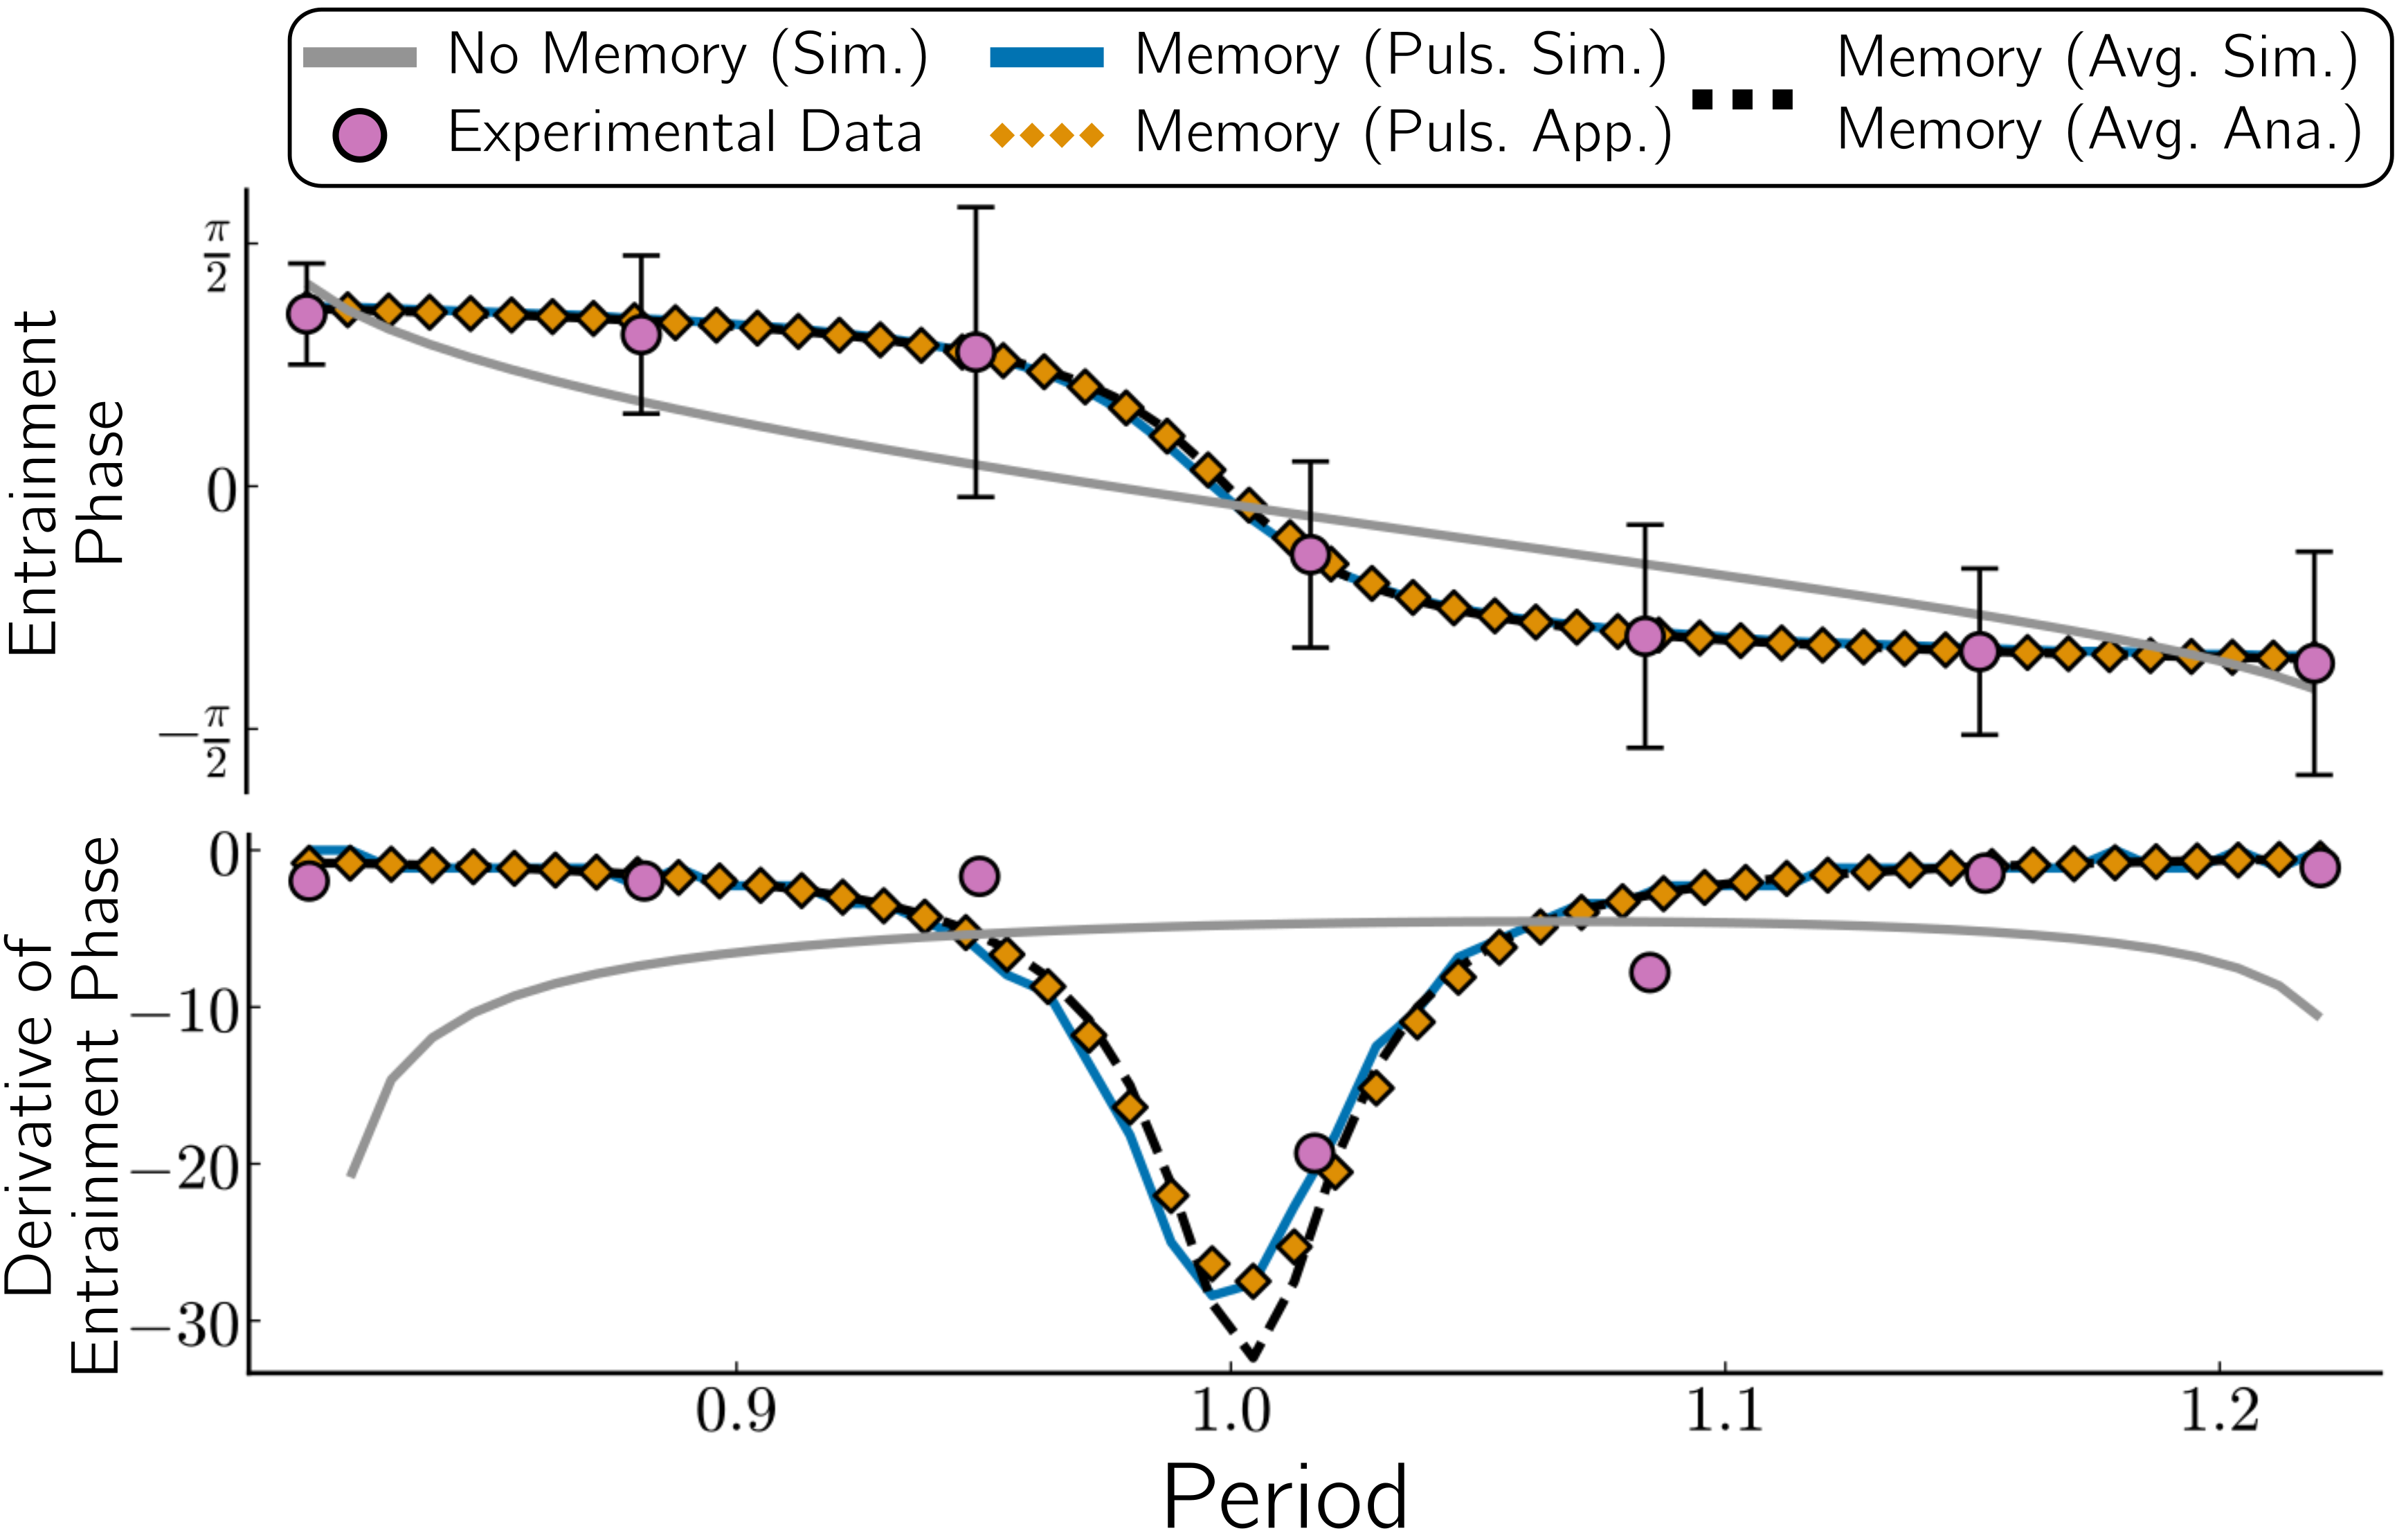 No Memory (Sim.) Memory (Puls. Sim.) Memory (Avg. Sim.)
Experimental Data Memory (Puls. App.) Memory (Avg. Ana.)
Entrainment
Phase
π/2
0
−π/2
Derivative of
Entrainment Phase
0
−10
−20
−30
0.9 1.0 1.1 1.2
Period